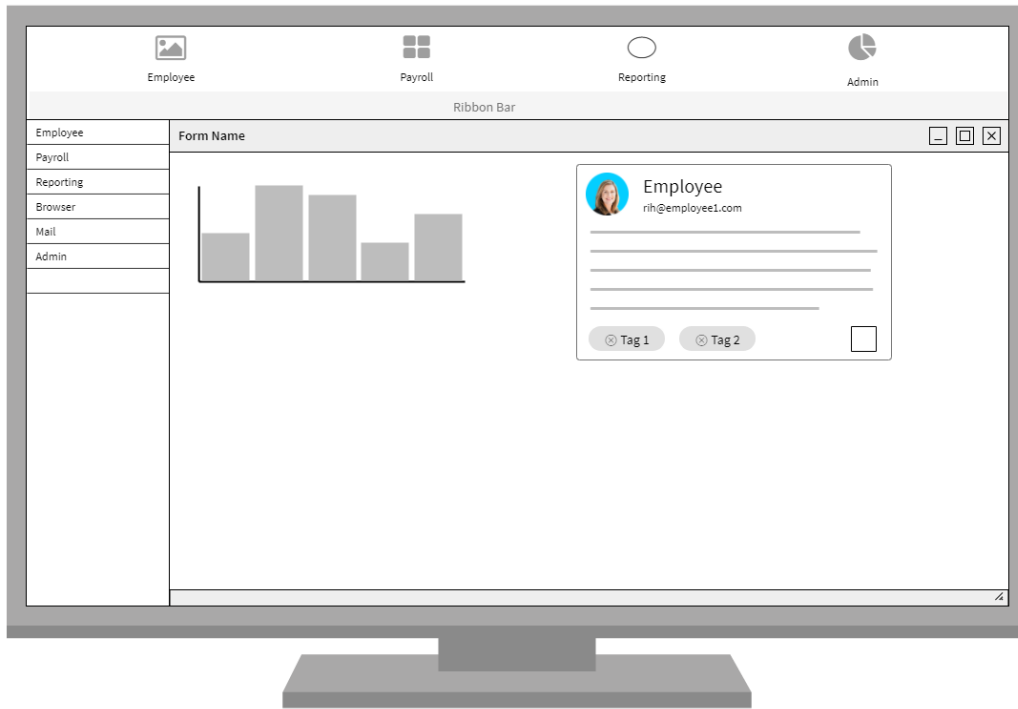 Employee
Payroll
Reporting
Admin
Ribbon Bar
Employee
Payroll
Reporting
Browser
Mail
Admin
Form Name
Employee
rih@employee1.com
Tag 1
Tag 2